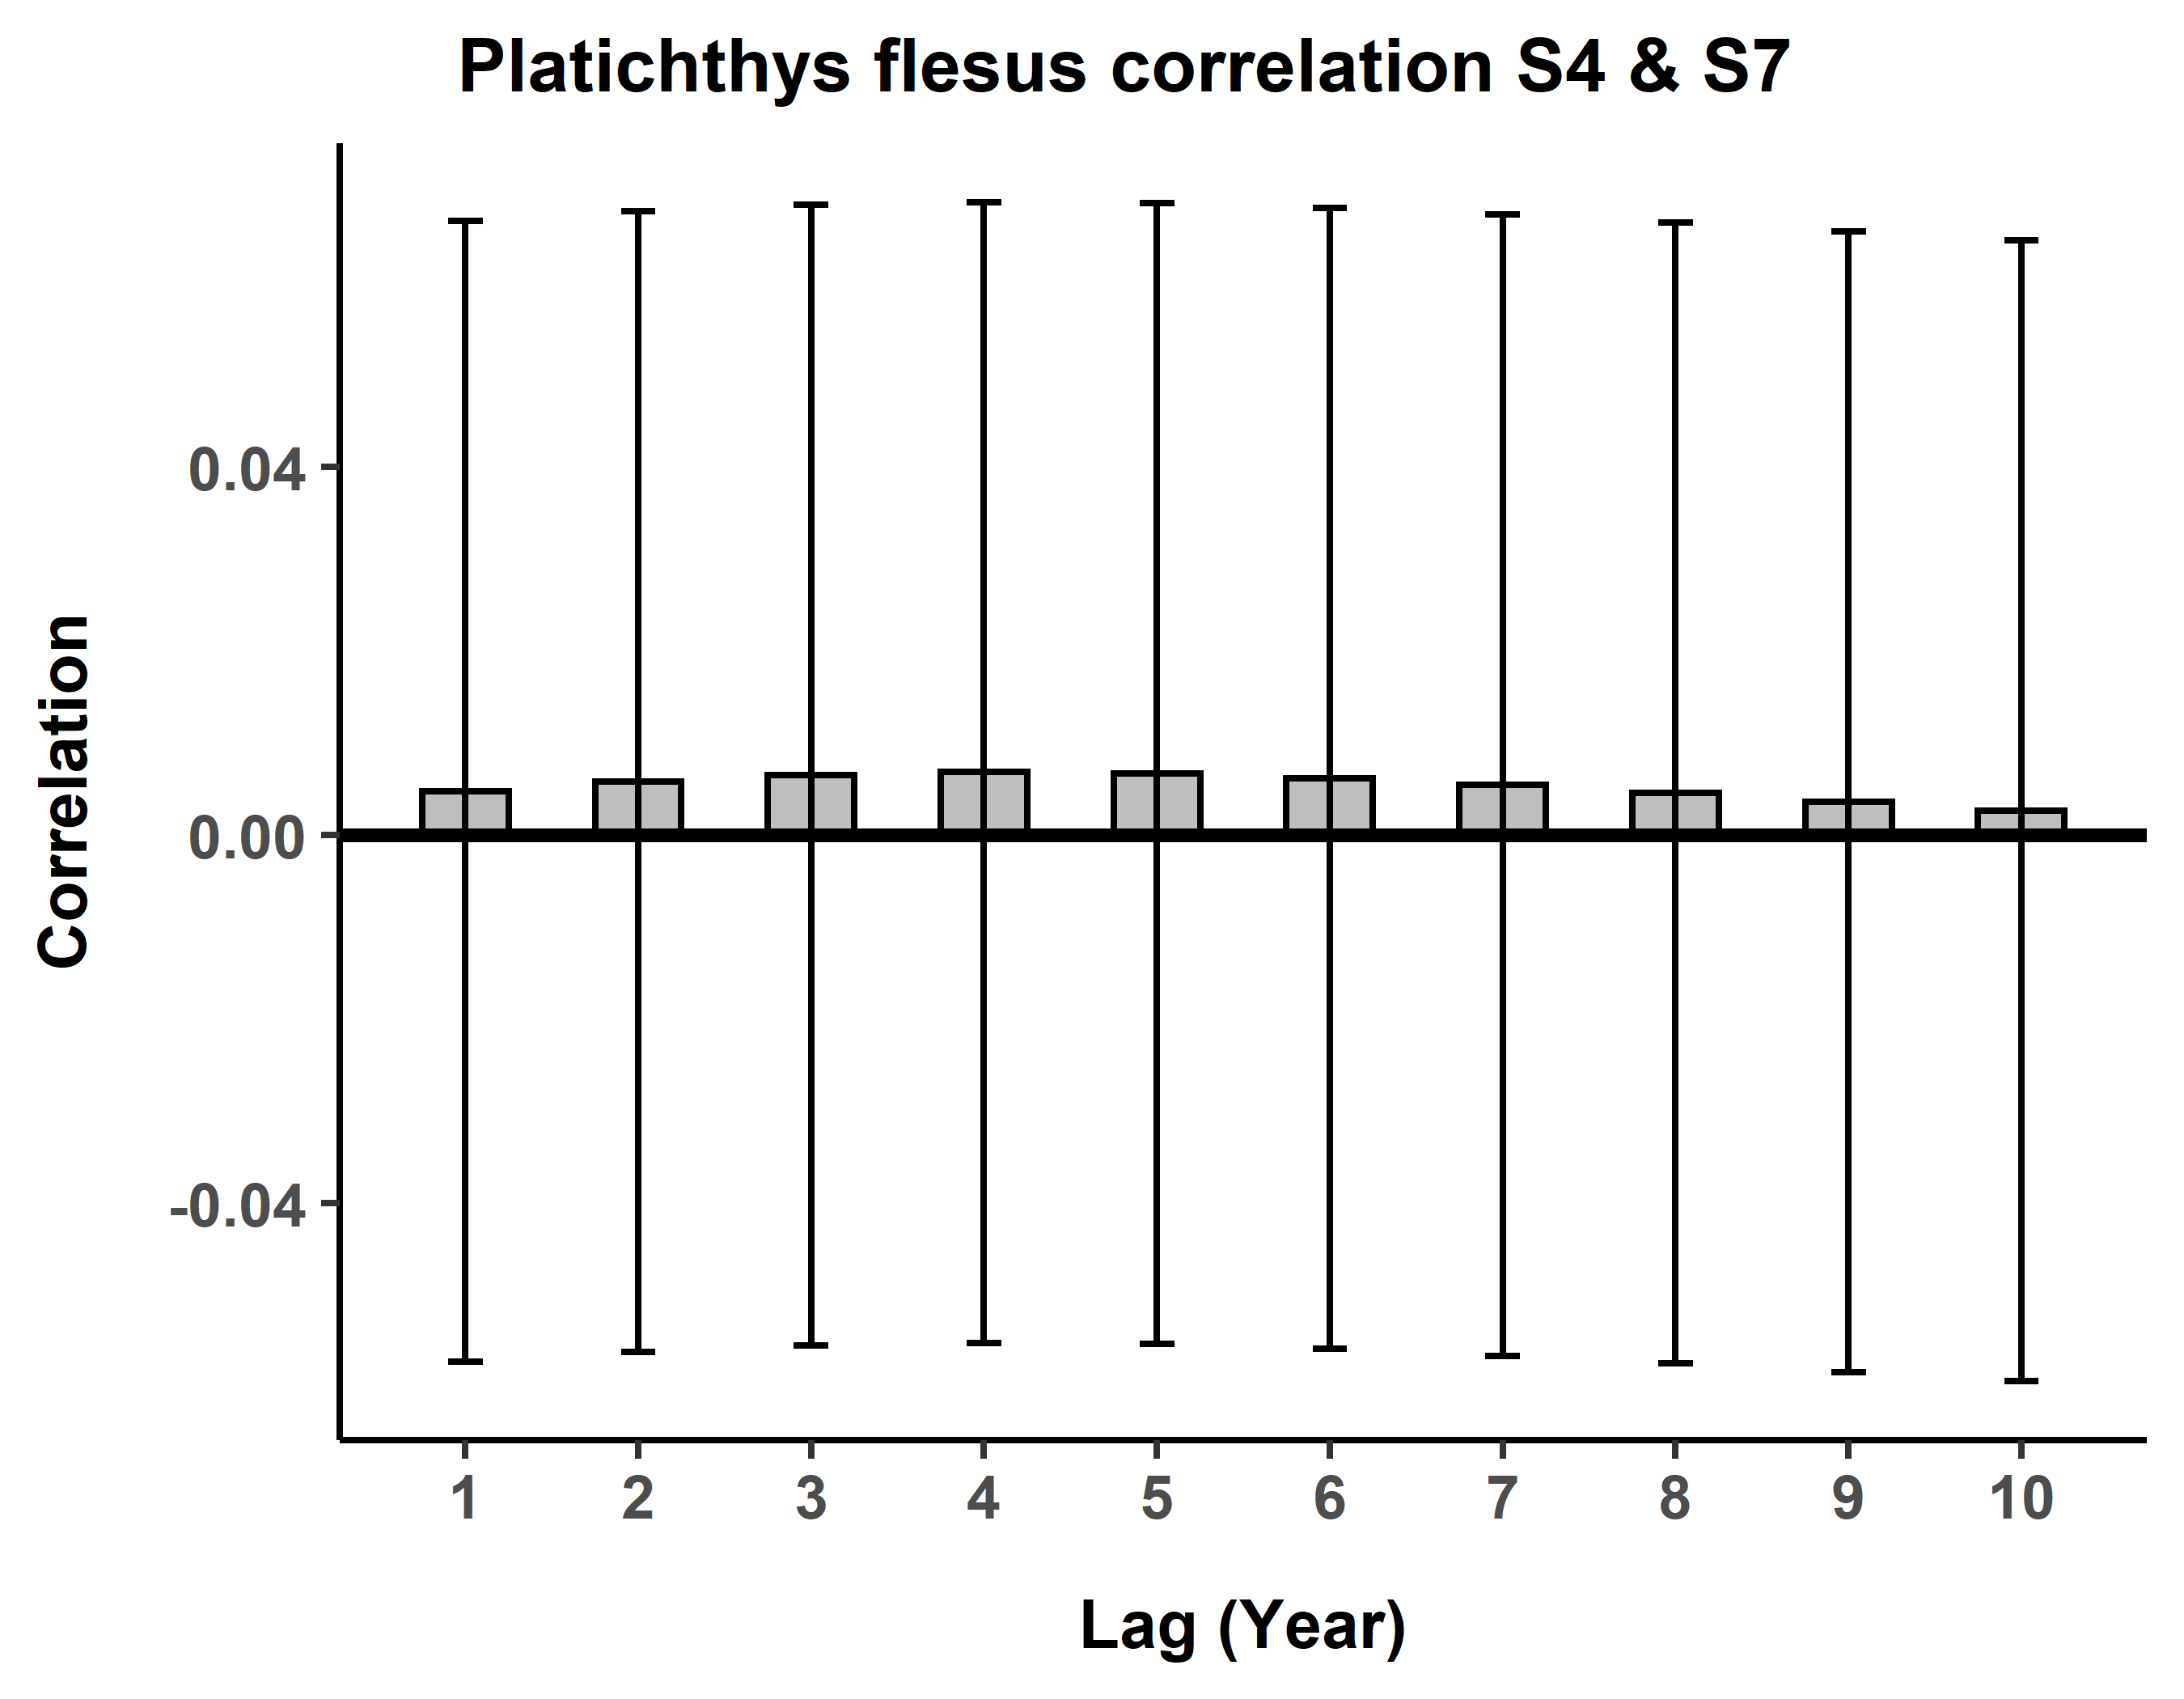 Platichthys flesus correlation S4 & S7
Correlation
0.04
0.00
-0.04
1 2 3 4 5 6 7 8 9 10
Lag (Year)